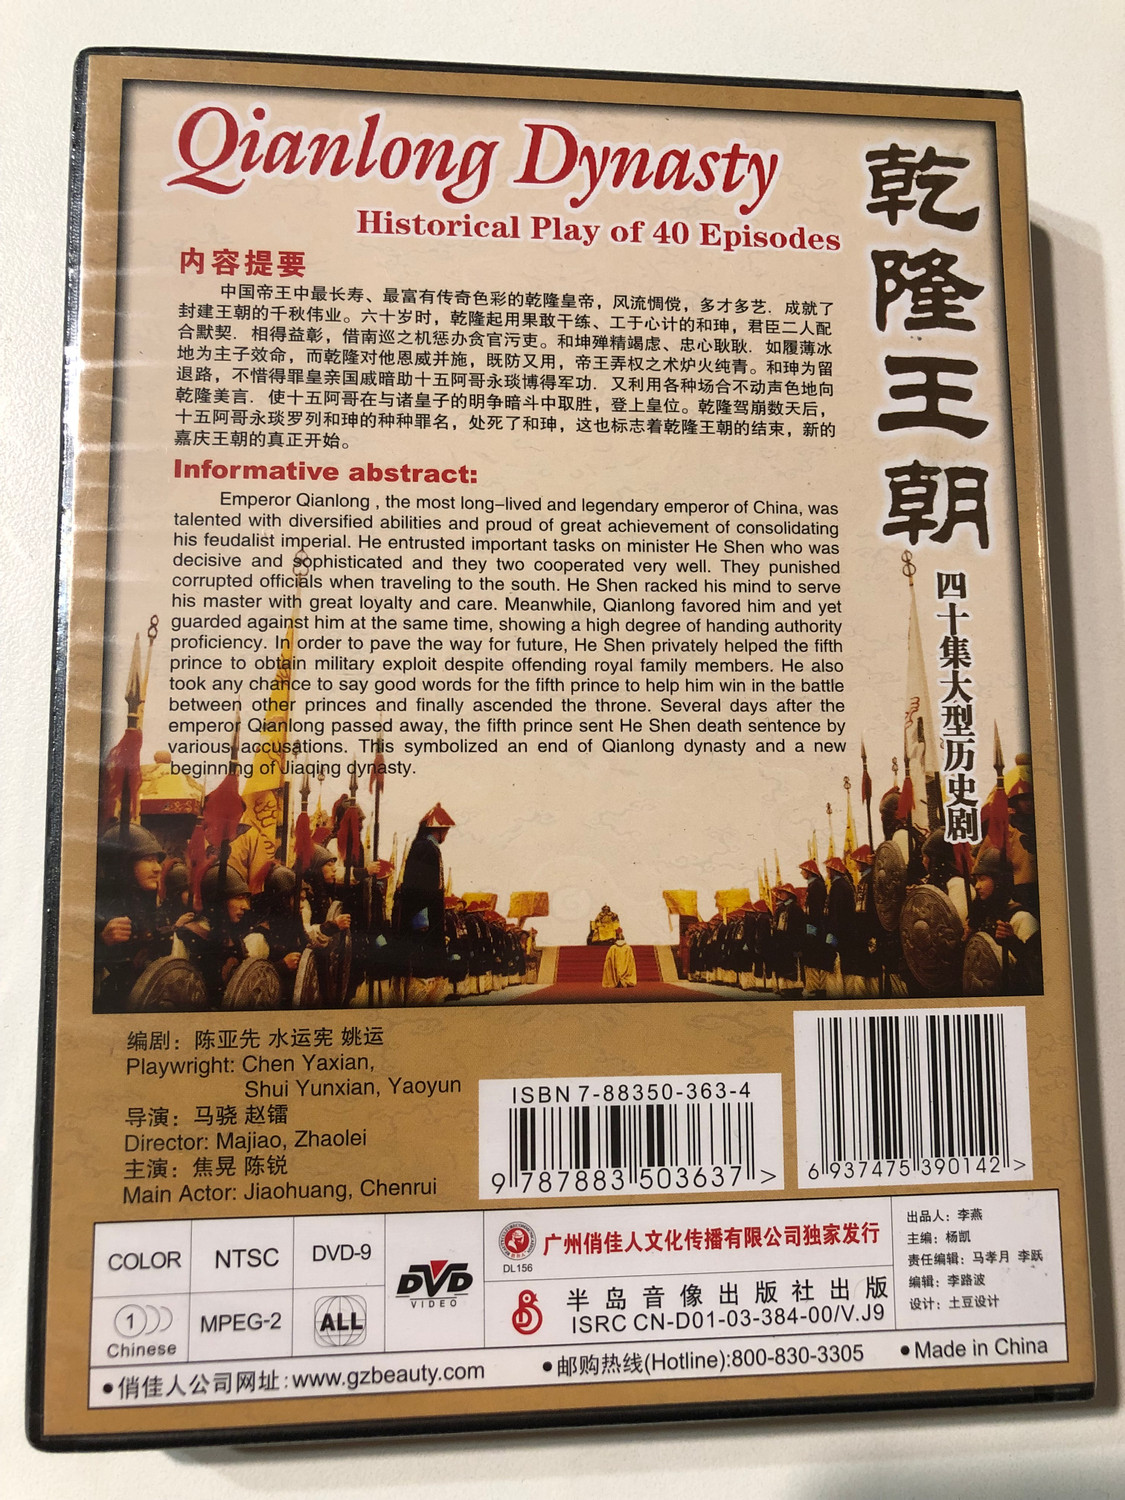 Qianlong Dynasty
Historical Play of 40 Episodes
乾隆王朝
四十集大型历史剧
内容提要
中国帝王中最长寿、最富有传奇色彩的乾隆皇帝，风流惆傥，多才多艺．成就了
封建王朝的千秋伟业。六十岁时，乾隆起用果敢干练、工于心计的和珅，君臣二人配
合默契．相得益彰，借南巡之机惩办贪官污吏。和坤殚精竭虑、忠心耿耿．如履薄冰
地为主子效命，而乾隆对他恩威并施，既防又用，帝王弄权之术炉火纯青。和珅为留
退路，不惜得罪皇亲国戚暗助十五阿哥永琰博得军功．又利用各种场合不动声色地向
乾隆美言．使十五阿哥在与诸皇子的明争暗斗中取胜，登上皇位。乾隆驾崩数天后，
十五阿哥永琰罗列和珅的种种罪名，处死了和珅，这也标志着乾隆王朝的结束，新的
嘉庆王朝的真正开始。
Informative abstract:
Emperor Qianlong , the most long-lived and legendary emperor of China, was
talented with diversified abilities and proud of great achievement of consolidating
his feudalist imperial. He entrusted important tasks on minister He Shen who was
decisive and sophisticated and they two cooperated very well. They punished
corrupted officials when traveling to the south. He Shen racked his mind to serve
his master with great loyalty and care. Meanwhile, Qianlong favored him and yet
guarded against him at the same time, showing a high degree of handing authority
proficiency. In order to pave the way for future, He Shen privately helped the fifth
prince to obtain military exploit despite offending royal family members. He also
took any chance to say good words for the fifth prince to help him win in the battle
between other princes and finally ascended the throne. Several days after the
emperor Qianlong passed away, the fifth prince sent He Shen death sentence by
various accusations. This symbolized an end of Qianlong dynasty and a new
beginning of Jiaqing dynasty.
编剧：陈亚先 水运宪 姚运
Playwright: Chen Yaxian,
Shui Yunxian, Yaoyun
导演：马骁 赵镭
Director: Majiao, Zhaolei
主演：焦晃 陈锐
Main Actor: Jiaohuang, Chenrui
ISBN 7-88350-363-4
9 787883 503637 >
6 937475 390142 >
COLOR
NTSC
DVD-9
1
Chinese
MPEG-2
ALL
DVD
VIDEO
DL156
广州俏佳人文化传播有限公司独家发行
半岛音像出版社出版
ISRC CN-D01-03-384-00/V.J9
出品人：李燕
主编：杨凯
责任编辑：马孝月 李跃
编辑：李路波
设计：土豆设计
●俏佳人公司网址:www.gzbeauty.com
●邮购热线(Hotline):800-830-3305
●Made in China